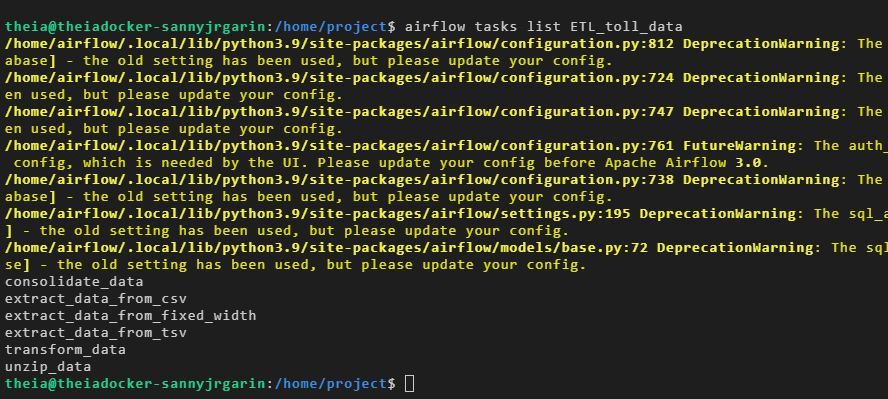 theia@theiadocker-sannyjrgarin:/home/project$ airflow tasks list ETL_toll_data
/home/airflow/.local/lib/python3.9/site-packages/airflow/configuration.py:812 DeprecationWarning: The
abase] - the old setting has been used, but please update your config.
/home/airflow/.local/lib/python3.9/site-packages/airflow/configuration.py:724 DeprecationWarning: The
en used, but please update your config.
/home/airflow/.local/lib/python3.9/site-packages/airflow/configuration.py:747 DeprecationWarning: The
en used, but please update your config.
/home/airflow/.local/lib/python3.9/site-packages/airflow/configuration.py:761 FutureWarning: The auth_
 config, which is needed by the UI. Please update your config before Apache Airflow 3.0.
/home/airflow/.local/lib/python3.9/site-packages/airflow/configuration.py:738 DeprecationWarning: The
abase] - the old setting has been used, but please update your config.
/home/airflow/.local/lib/python3.9/site-packages/airflow/settings.py:195 DeprecationWarning: The sql_a
] - the old setting has been used, but please update your config.
/home/airflow/.local/lib/python3.9/site-packages/airflow/models/base.py:72 DeprecationWarning: The sql
se] - the old setting has been used, but please update your config.
consolidate_data
extract_data_from_csv
extract_data_from_fixed_width
extract_data_from_tsv
transform_data
unzip_data
theia@theiadocker-sannyjrgarin:/home/project$